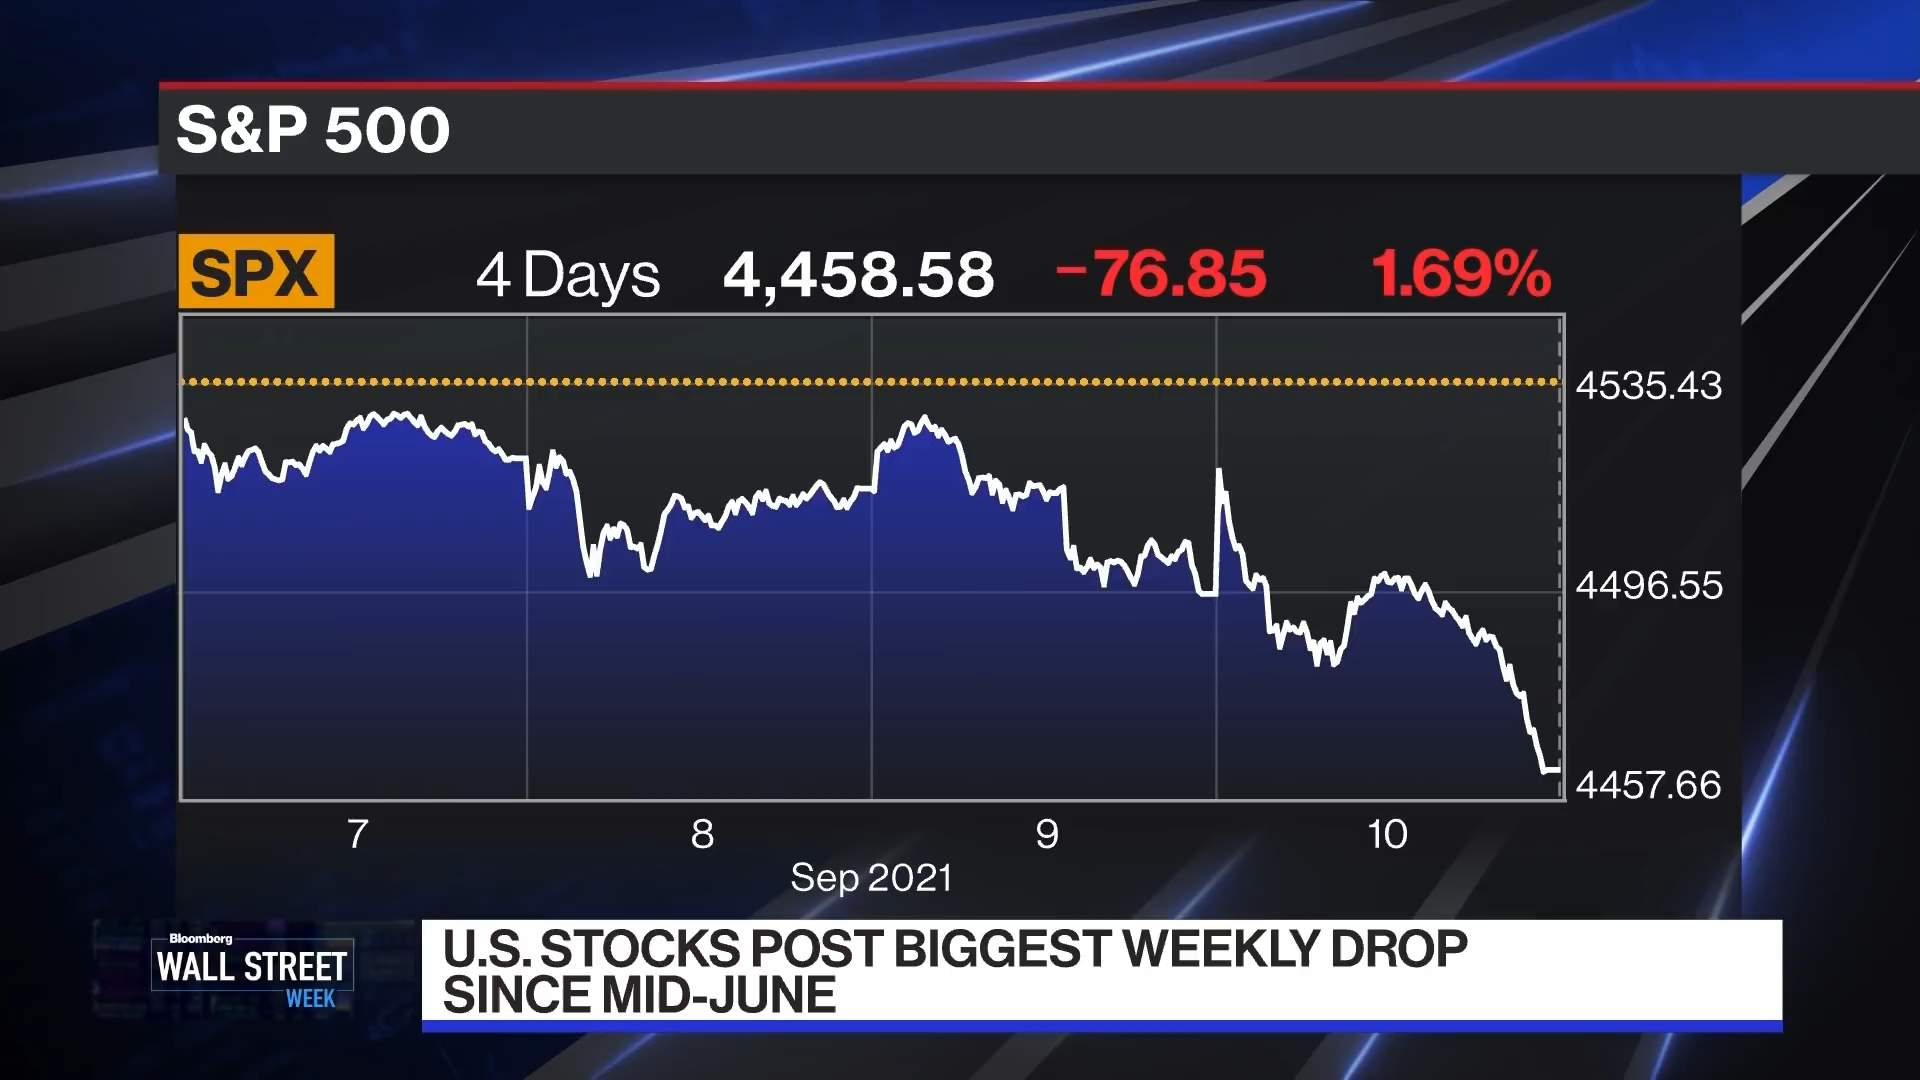 S&P 500
SPX 4 Days 4,458.58 -76.85 1.69%
4535.43
4496.55
4457.66
7 8 9 10
Sep 2021
Bloomberg
WALL STREET
WEEK
U.S. STOCKS POST BIGGEST WEEKLY DROP
SINCE MID-JUNE